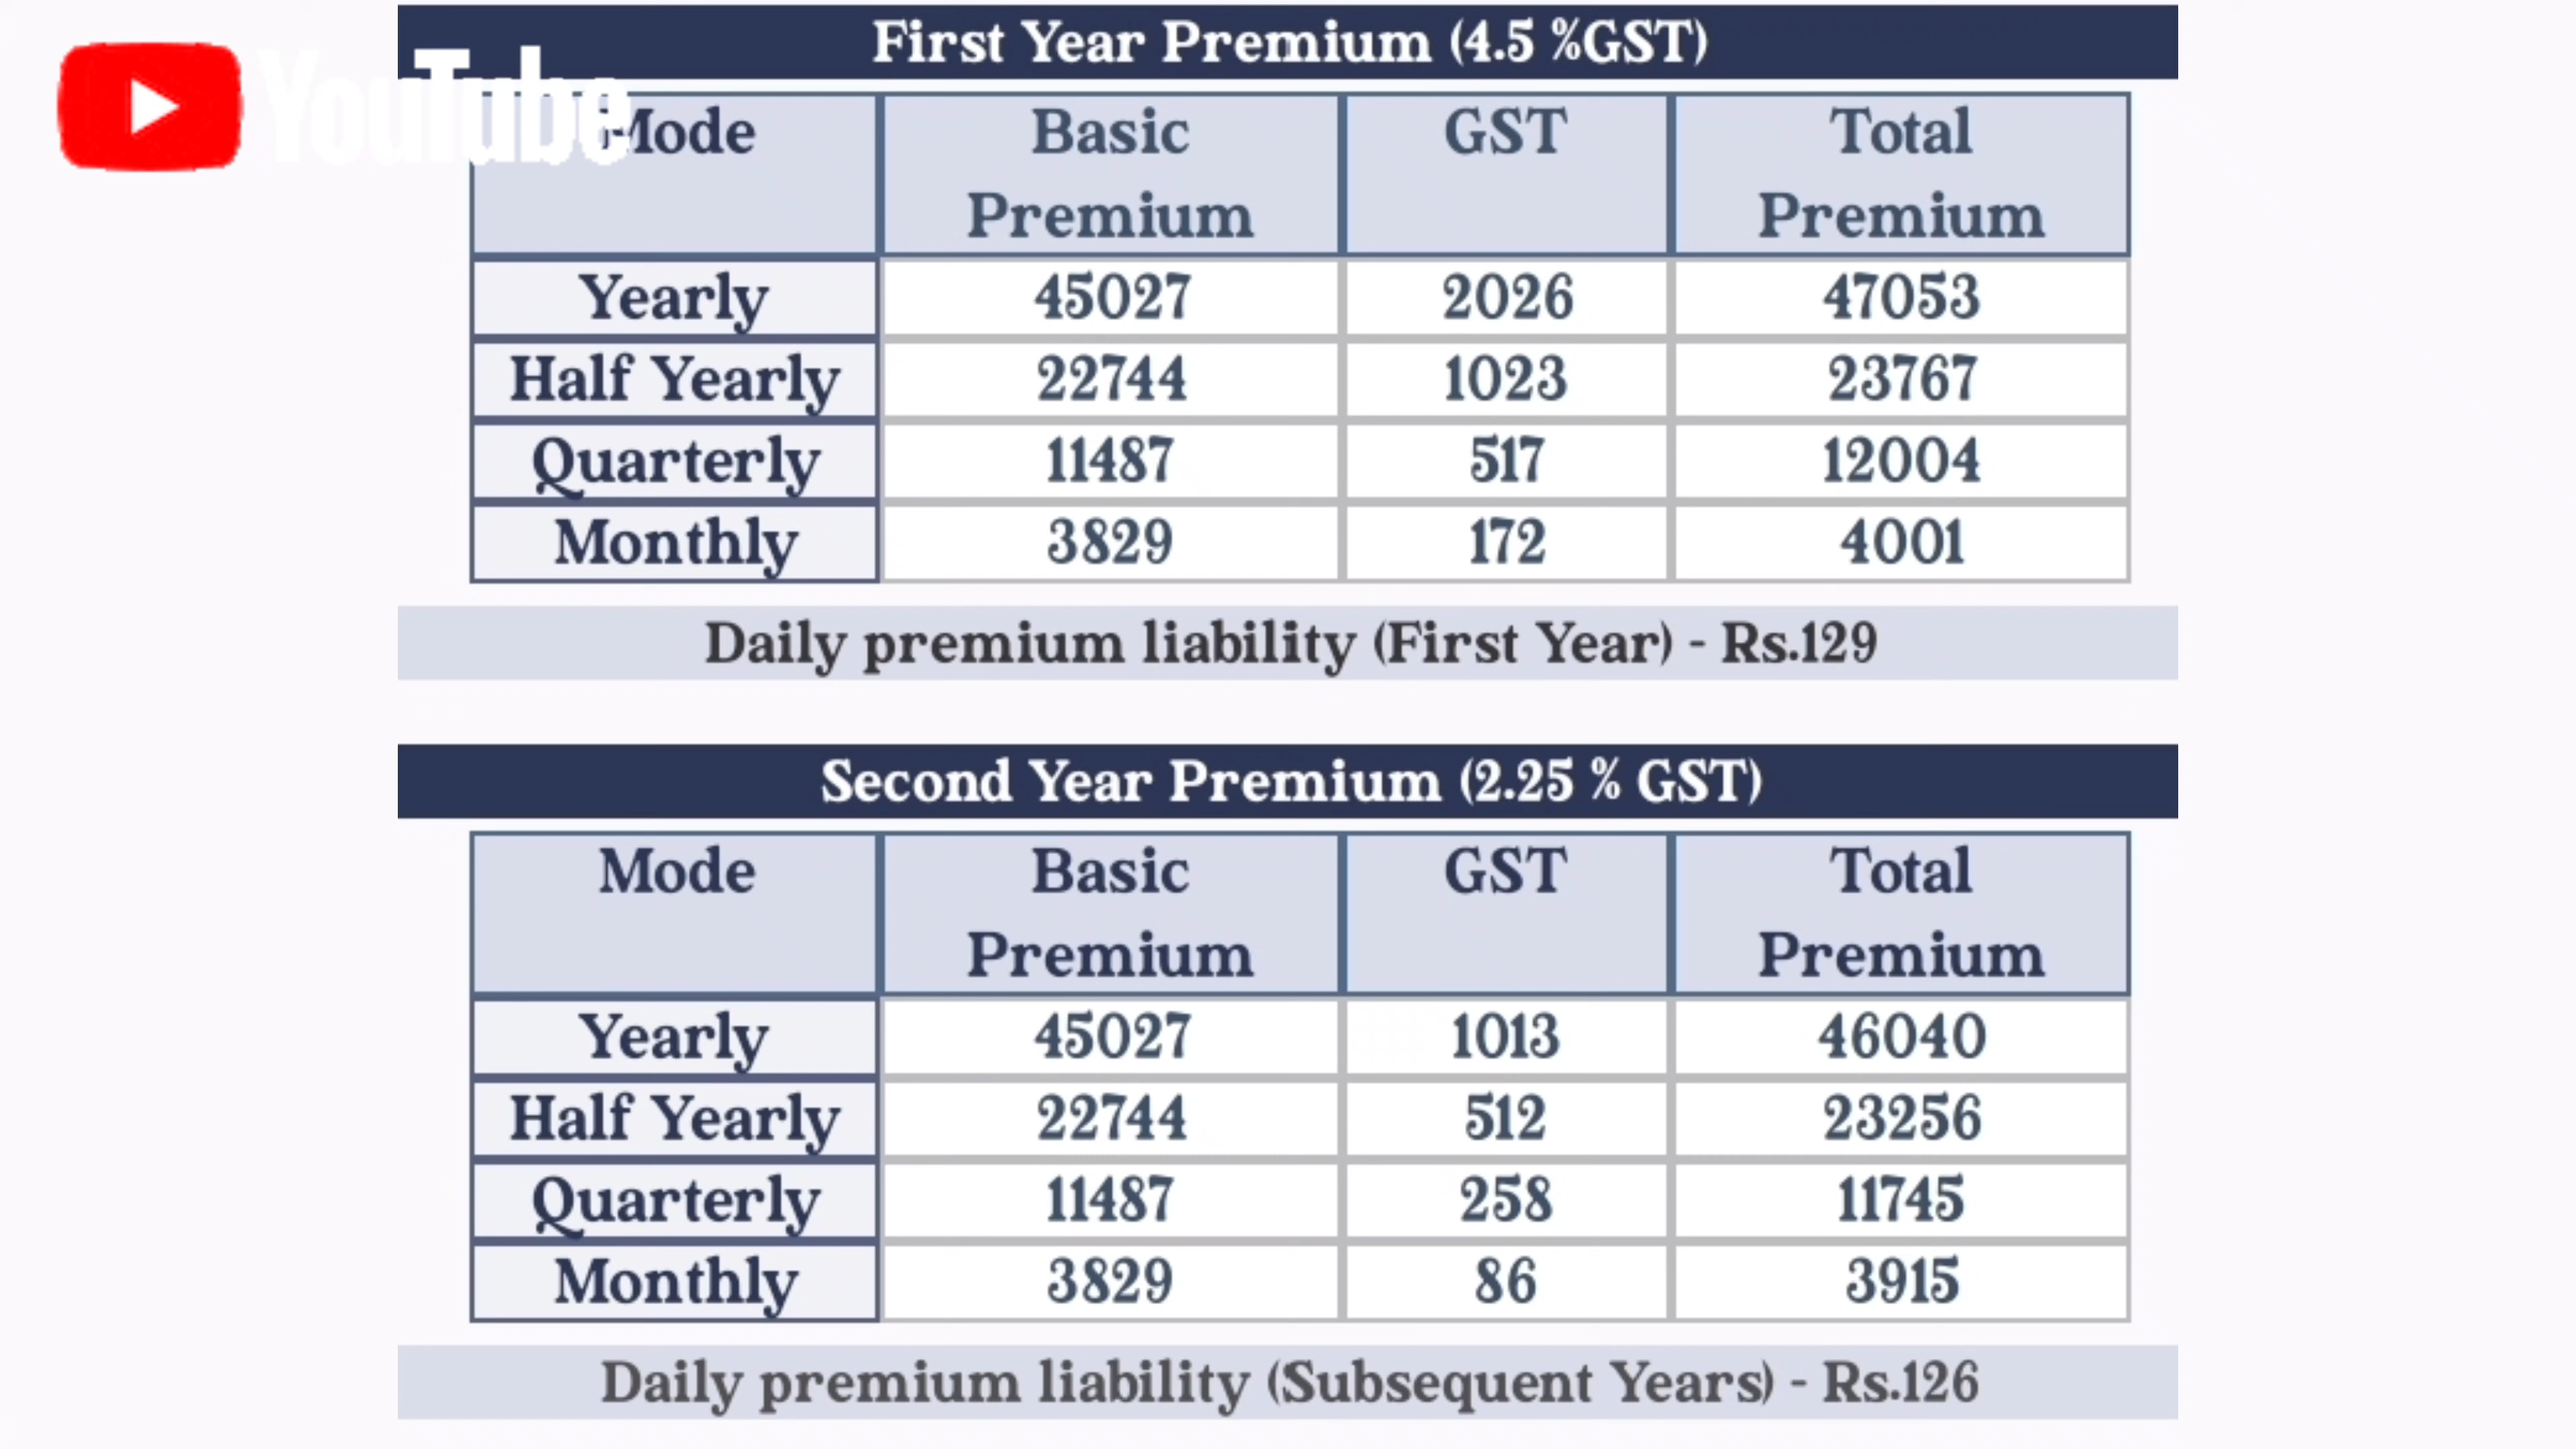 First Year Premium (4.5 %GST)
YouTube
Mode Basic Premium GST Total Premium
Yearly 45027 2026 47053
Half Yearly 22744 1023 23767
Quarterly 11487 517 12004
Monthly 3829 172 4001
Daily premium liability (First Year) - Rs.129
Second Year Premium (2.25 % GST)
Mode Basic Premium GST Total Premium
Yearly 45027 1013 46040
Half Yearly 22744 512 23256
Quarterly 11487 258 11745
Monthly 3829 86 3915
Daily premium liability (Subsequent Years) - Rs.126